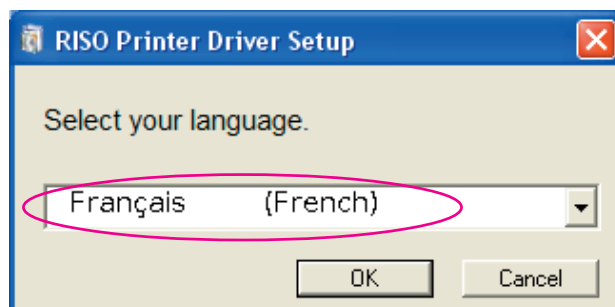 RISO Printer Driver Setup
Select your language.
Français (French)
OK Cancel